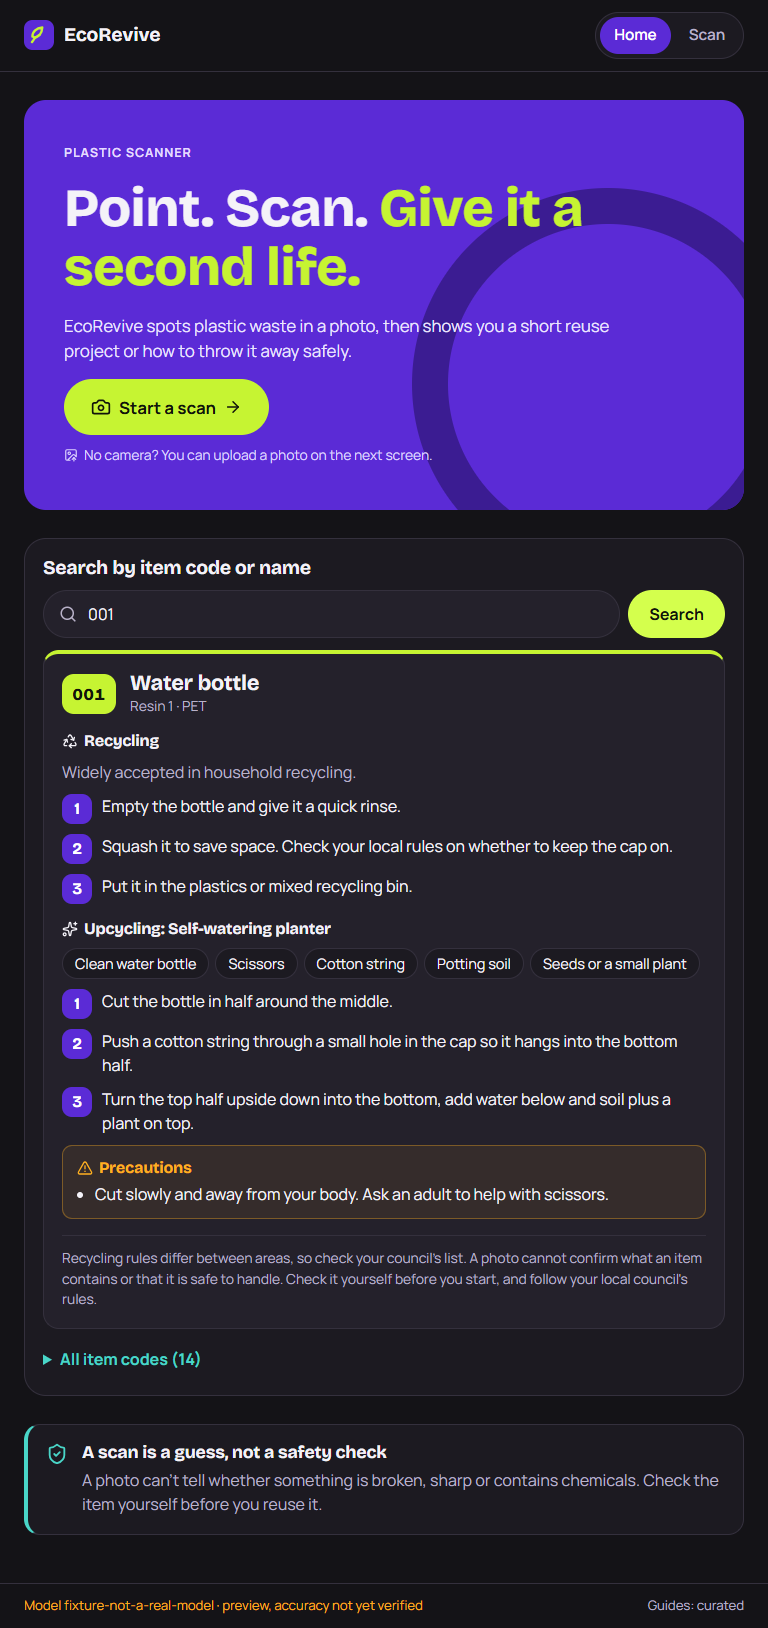 EcoRevive
Home
Scan
PLASTIC SCANNER
Point. Scan. Give it a
second life.
EcoRevive spots plastic waste in a photo, then shows you a short reuse
project or how to throw it away safely.
Start a scan
No camera? You can upload a photo on the next screen.
Search by item code or name
001
Search
001
Water bottle
Resin 1 · PET
Recycling
Widely accepted in household recycling.
1 Empty the bottle and give it a quick rinse.
2 Squash it to save space. Check your local rules on whether to keep the cap on.
3 Put it in the plastics or mixed recycling bin.
Upcycling: Self-watering planter
Clean water bottle
Scissors
Cotton string
Potting soil
Seeds or a small plant
1 Cut the bottle in half around the middle.
2 Push a cotton string through a small hole in the cap so it hangs into the bottom
half.
3 Turn the top half upside down into the bottom, add water below and soil plus a
plant on top.
Precautions
• Cut slowly and away from your body. Ask an adult to help with scissors.
Recycling rules differ between areas, so check your council's list. A photo cannot confirm what an item
contains or that it is safe to handle. Check it yourself before you start, and follow your local council's
rules.
All item codes (14)
A scan is a guess, not a safety check
A photo can't tell whether something is broken, sharp or contains chemicals. Check the
item yourself before you reuse it.
Model fixture-not-a-real-model · preview, accuracy not yet verified
Guides: curated